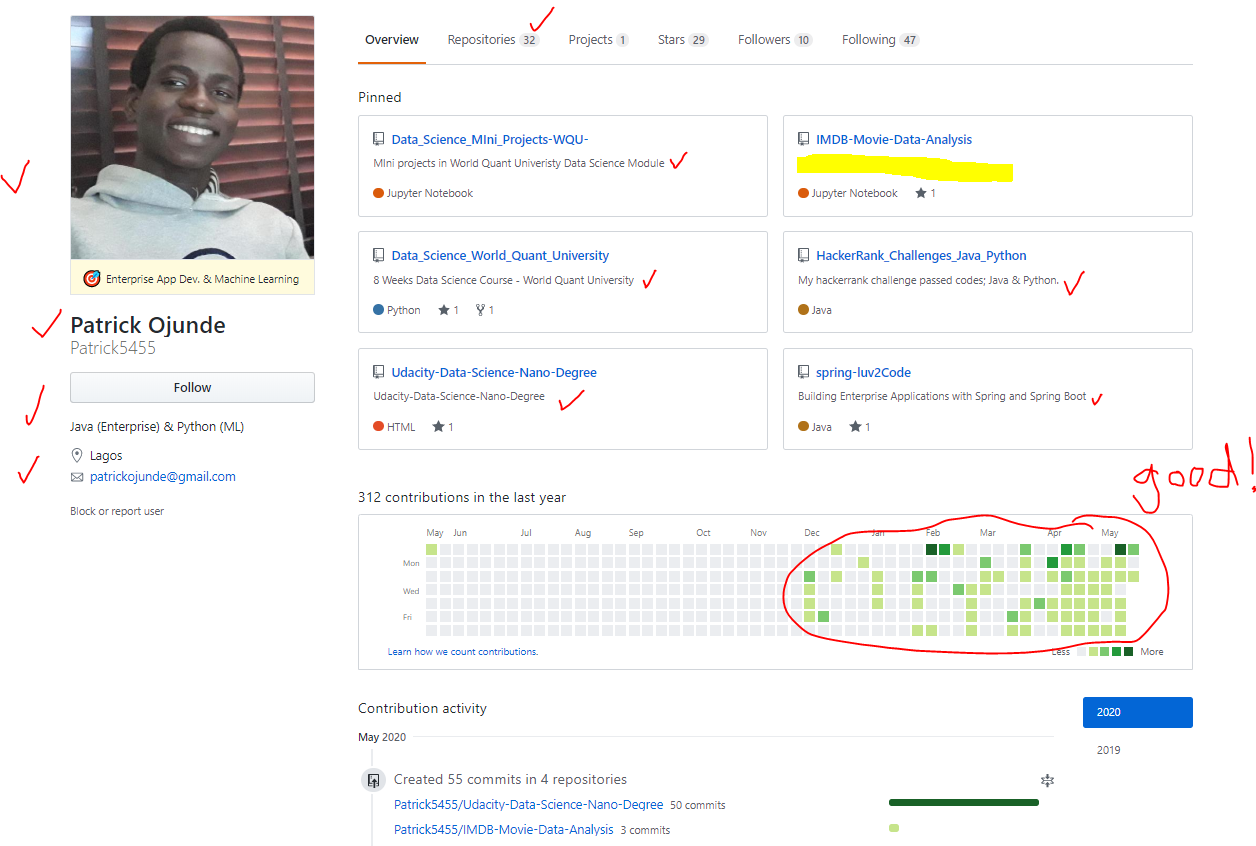 Overview Repositories 32 Projects 1 Stars 29 Followers 10 Following 47
Enterprise App Dev. & Machine Learning
Patrick Ojunde
Patrick5455
Follow
Java (Enterprise) & Python (ML)
Lagos
patrickojunde@gmail.com
Block or report user
Pinned
Data_Science_MIni_Projects-WQU-
MIni projects in World Quant Univeristy Data Science Module
Jupyter Notebook
IMDB-Movie-Data-Analysis
Jupyter Notebook 1
Data_Science_World_Quant_University
8 Weeks Data Science Course - World Quant University
Python 1 1
HackerRank_Challenges_Java_Python
My hackerrank challenge passed codes; Java & Python.
Java
Udacity-Data-Science-Nano-Degree
Udacity-Data-Science-Nano-Degree
HTML 1
spring-luv2Code
Building Enterprise Applications with Spring and Spring Boot
Java 1
good!
312 contributions in the last year
May Jun Jul Aug Sep Oct Nov Dec Jan Feb Mar Apr May
Mon
Wed
Fri
Learn how we count contributions.
Less More
Contribution activity
2020
2019
May 2020
Created 55 commits in 4 repositories
Patrick5455/Udacity-Data-Science-Nano-Degree 50 commits
Patrick5455/IMDB-Movie-Data-Analysis 3 commits